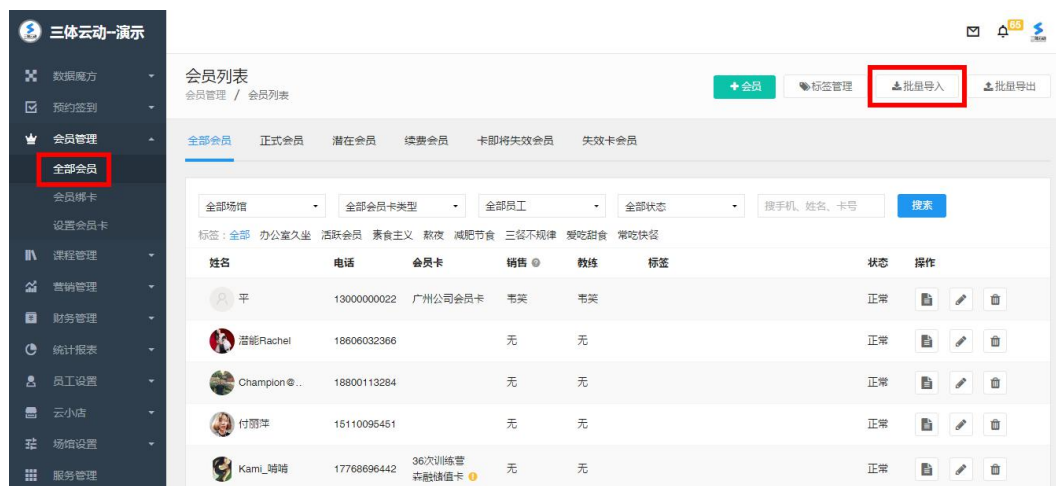 三体云动--演示
65
数据魔方
预约签到
会员管理
全部会员
会员绑卡
设置会员卡
课程管理
营销管理
财务管理
统计报表
员工设置
云小店
场馆设置
服务管理
会员列表
会员管理 / 会员列表
+会员 标签管理 批量导入 批量导出
全部会员 正式会员 潜在会员 续费会员 卡即将失效会员 失效卡会员
全部场馆 全部会员卡类型 全部员工 全部状态 搜手机、姓名、卡号 搜索
标签：全部 办公室久坐 活跃会员 素食主义 熬夜 减肥节食 三餐不规律 爱吃甜食 常吃快餐
姓名 电话 会员卡 销售 教练 标签 状态 操作
平 13000000022 广州公司会员卡 韦笑 韦笑 正常
潜能Rachel 18606032366 无 无 正常
Champion@.. 18800113284 无 无 正常
付丽萍 15110095451 无 无 正常
Kami_喃喃 17768696442 36次训练营 无 无 正常
森融储值卡